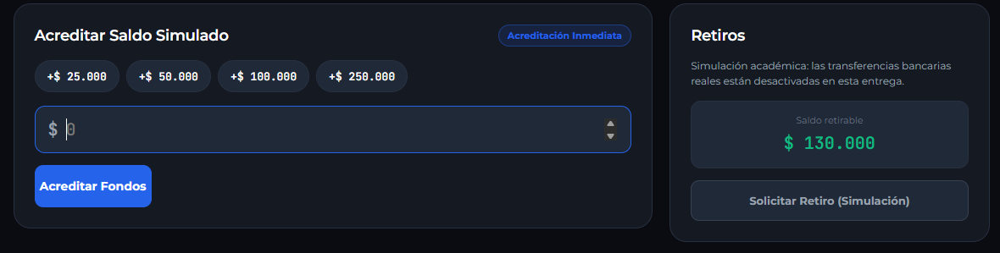 Acreditar Saldo Simulado
Acreditación Inmediata
+$ 25.000
+$ 50.000
+$ 100.000
+$ 250.000
$ 0
Acreditar Fondos
Retiros
Simulación académica: las transferencias bancarias
reales están desactivadas en esta entrega.
Saldo retirable
$ 130.000
Solicitar Retiro (Simulación)